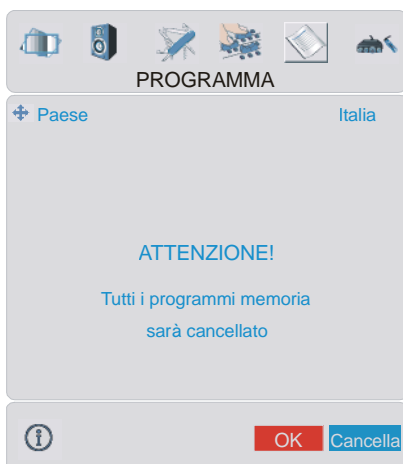 PROGRAMMA
Paese Italia
ATTENZIONE!
Tutti i programmi memoria
sarà cancellato
OK Cancella